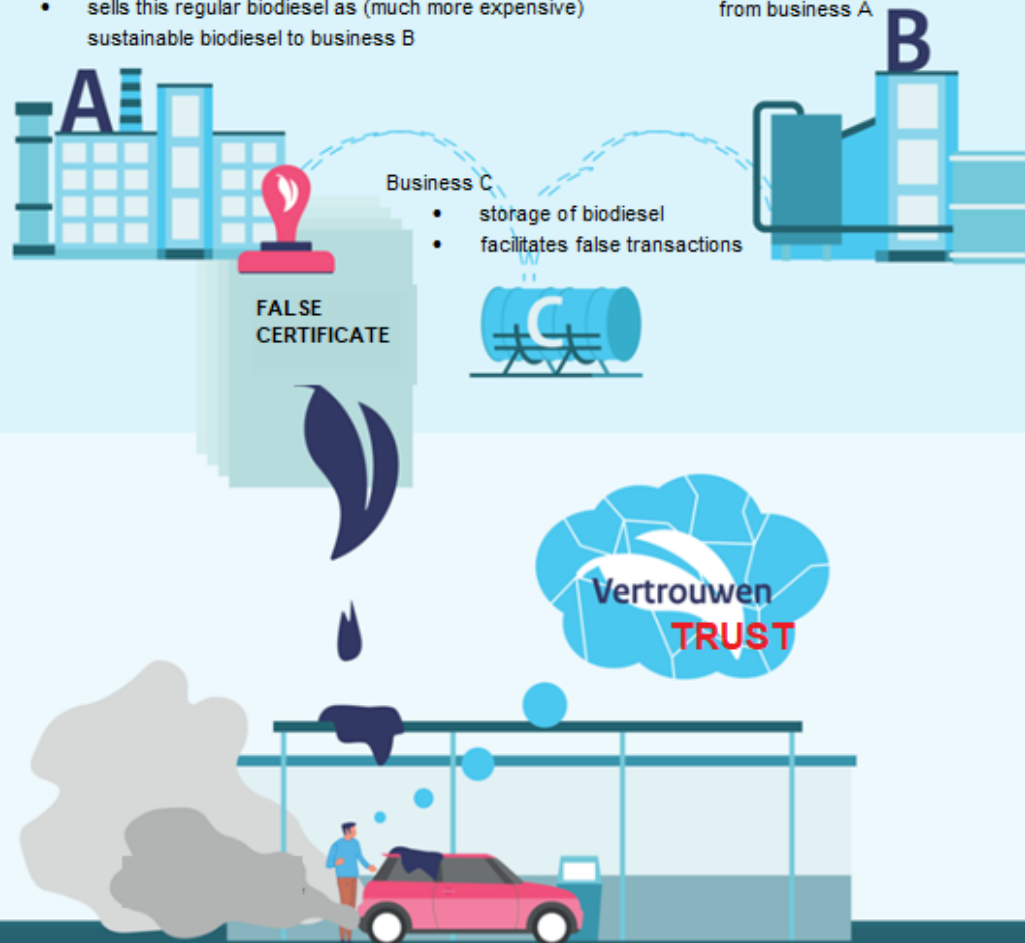 • sells this regular biodiesel as (much more expensive)
sustainable biodiesel to business B
from business A
B
A
Business C
• storage of biodiesel
• facilitates false transactions
FALSE
CERTIFICATE
C
Vertrouwen
TRUST